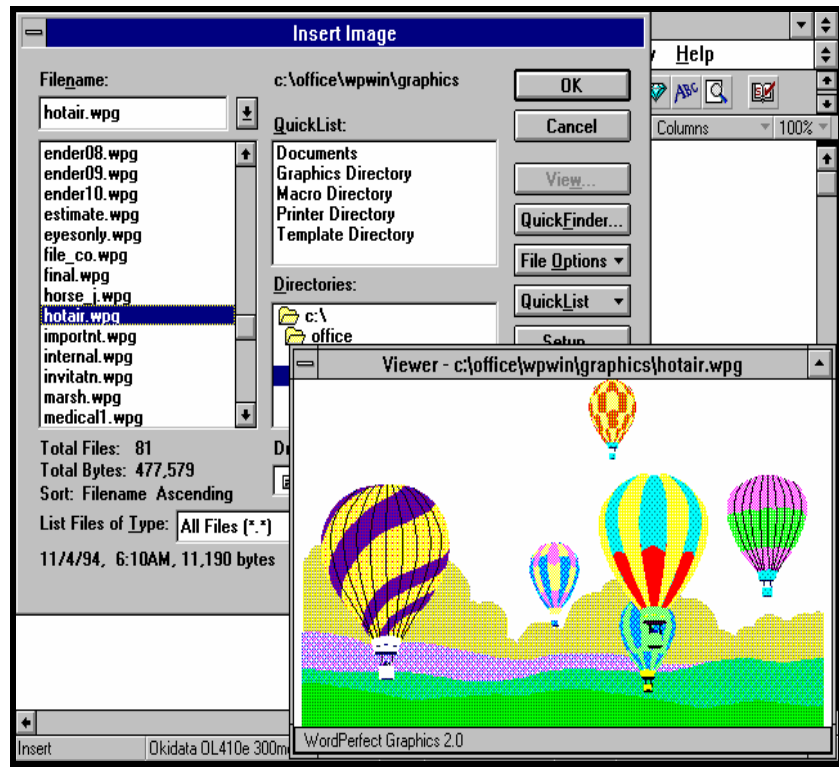 Insert Image
Help
Filename:
c:\office\wpwin\graphics
OK
hotair.wpg
QuickList:
Cancel
ABC
Columns
100%
ender08.wpg
ender09.wpg
ender10.wpg
estimate.wpg
eyesonly.wpg
file_co.wpg
final.wpg
horse_j.wpg
hotair.wpg
importnt.wpg
internal.wpg
invitatn.wpg
marsh.wpg
medical1.wpg
Documents
Graphics Directory
Macro Directory
Printer Directory
Template Directory
View...
QuickFinder...
File Options
QuickList
Setup...
Directories:
c:\
office
Viewer - c:\office\wpwin\graphics\hotair.wpg
Total Files: 81
Total Bytes: 477,579
Sort: Filename Ascending
List Files of Type: All Files (*.*)
11/4/94, 6:10AM, 11,190 bytes
WordPerfect Graphics 2.0
Insert
Okidata OL410e